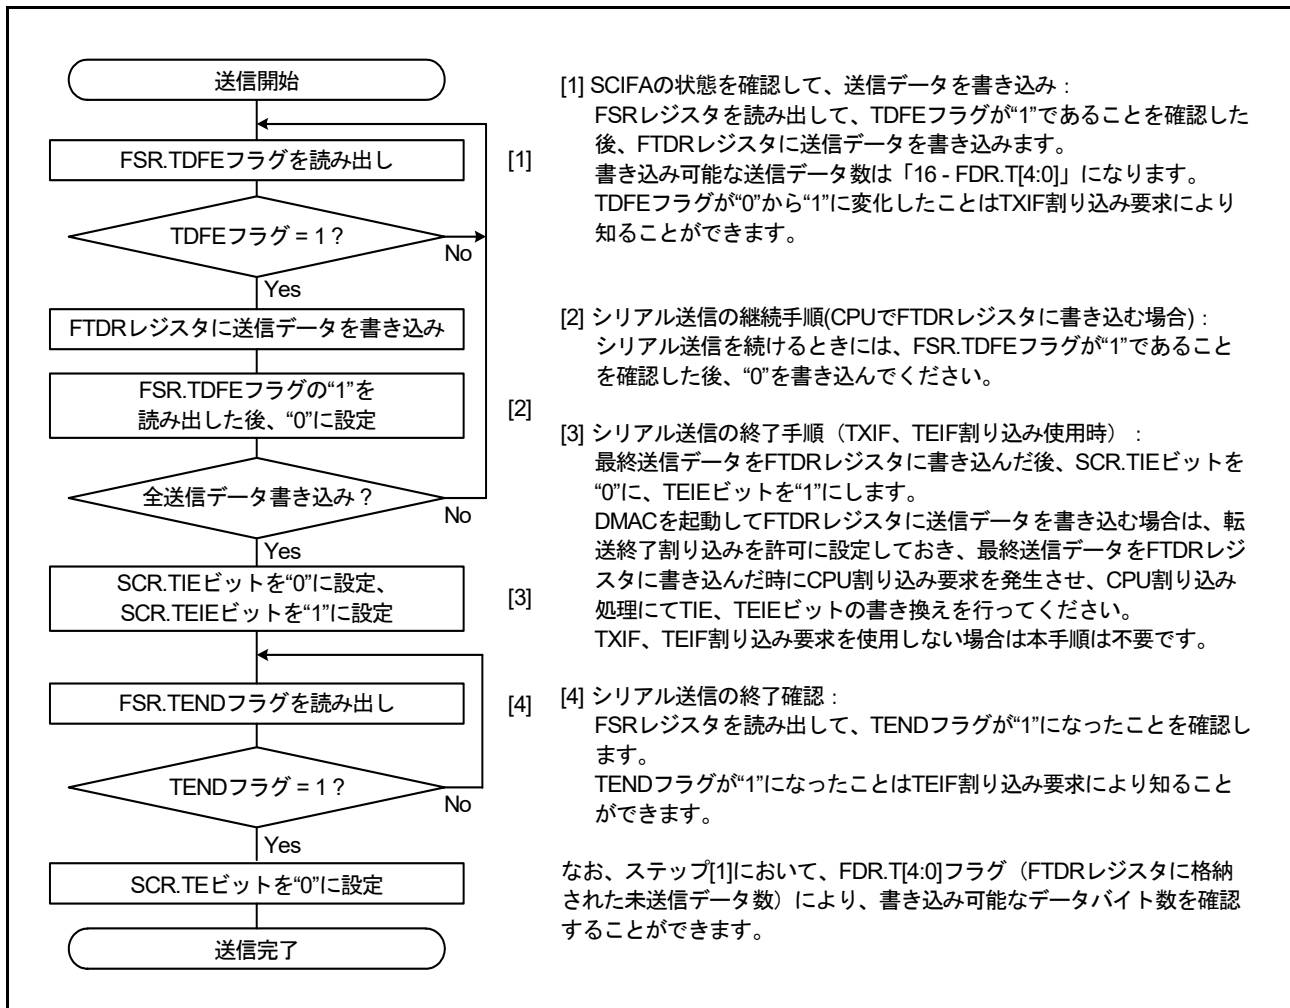 送信開始
FSR.TDFEフラグを読み出し
[1]
TDFEフラグ = 1？
No
Yes
FTDRレジスタに送信データを書き込み
FSR.TDFEフラグの“1”を
読み出した後、“0”に設定
[2]
全送信データ書き込み？
No
Yes
SCR.TIEビットを“0”に設定、
SCR.TEIEビットを“1”に設定
[3]
FSR.TENDフラグを読み出し
[4]
TENDフラグ = 1？
No
Yes
SCR.TEビットを“0”に設定
送信完了
[1] SCIFAの状態を確認して、送信データを書き込み：
FSRレジスタを読み出して、TDFEフラグが“1”であることを確認した
後、FTDRレジスタに送信データを書き込みます。
書き込み可能な送信データ数は「16 - FDR.T[4:0]」になります。
TDFEフラグが“0”から“1”に変化したことはTXIF割り込み要求により
知ることができます。
[2] シリアル送信の継続手順(CPUでFTDRレジスタに書き込む場合)：
シリアル送信を続けるときには、FSR.TDFEフラグが“1”であること
を確認した後、“0”を書き込んでください。
[3] シリアル送信の終了手順（TXIF、TEIF割り込み使用時）：
最終送信データをFTDRレジスタに書き込んだ後、SCR.TIEビットを
“0”に、TEIEビットを“1”にします。
DMACを起動してFTDRレジスタに送信データを書き込む場合は、転
送終了割り込みを許可に設定しておき、最終送信データをFTDRレジ
スタに書き込んだ時にCPU割り込み要求を発生させ、CPU割り込み
処理にてTIE、TEIEビットの書き換えを行ってください。
TXIF、TEIF割り込み要求を使用しない場合は本手順は不要です。
[4] シリアル送信の終了確認：
FSRレジスタを読み出して、TENDフラグが“1”になったことを確認し
ます。
TENDフラグが“1”になったことはTEIF割り込み要求により知ること
ができます。
なお、ステップ[1]において、FDR.T[4:0]フラグ（FTDRレジスタに格納
された未送信データ数）により、書き込み可能なデータバイト数を確認
することができます。